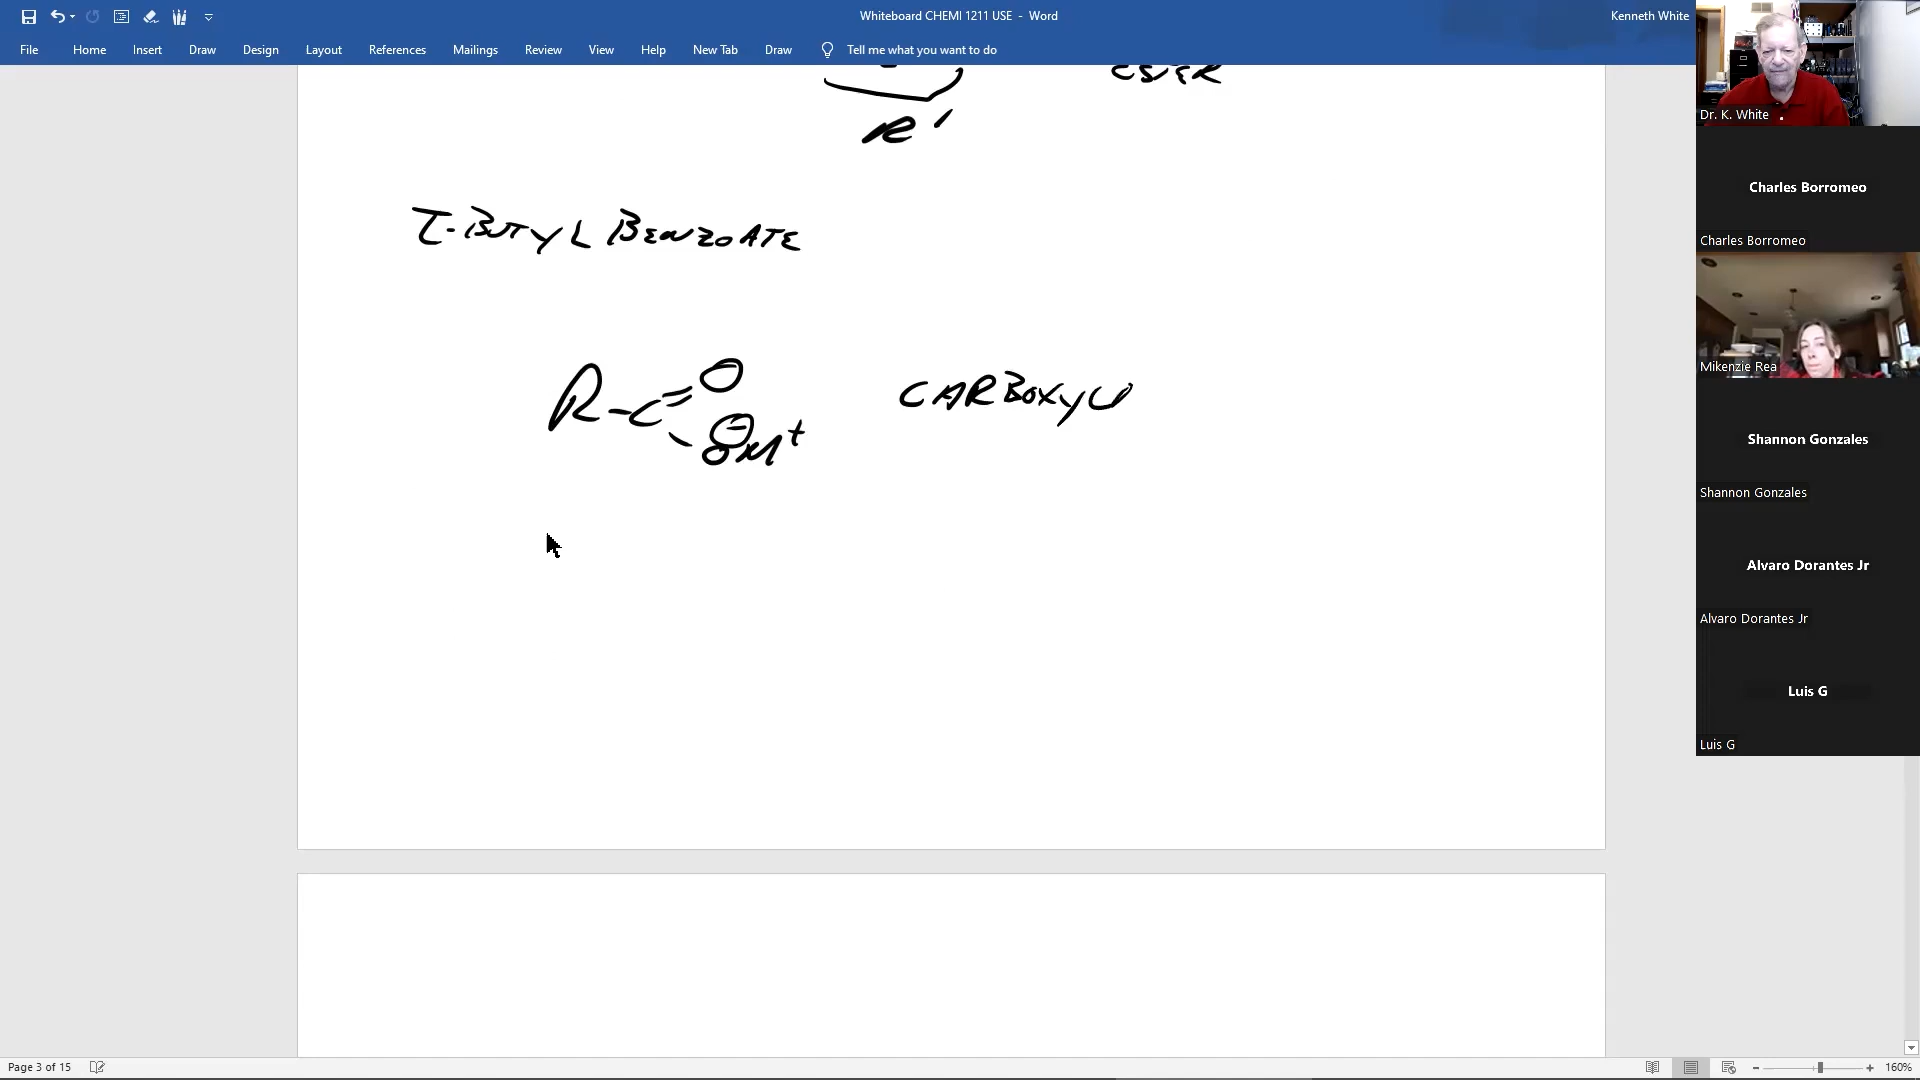 Whiteboard CHEMI 1211 USE - Word
Kenneth White
File Home Insert Draw Design Layout References Mailings Review View Help New Tab Draw Tell me what you want to do
ESTER
R'
T-BUTYL BENZOATE
R-C=O
OM+
CARBOXYL
Dr. K. White
Charles Borromeo
Charles Borromeo
Mikenzie Rea
Shannon Gonzales
Shannon Gonzales
Alvaro Dorantes Jr
Alvaro Dorantes Jr
Luis G
Luis G
Page 3 of 15
160%